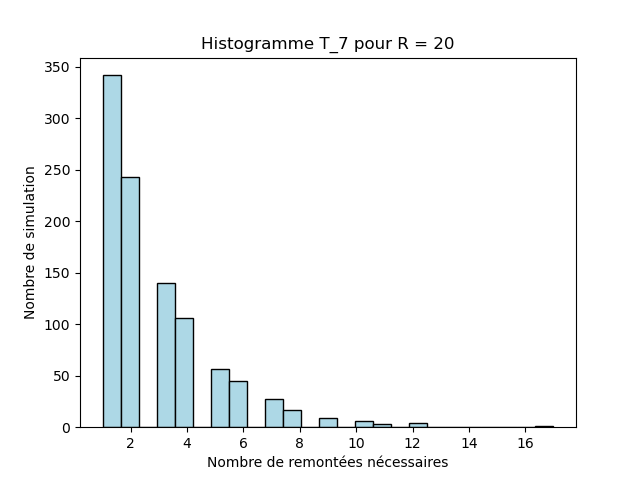 Histogramme T_7 pour R = 20
Nombre de simulation
350
300
250
200
150
100
50
0
2 4 6 8 10 12 14 16
Nombre de remontées nécessaires